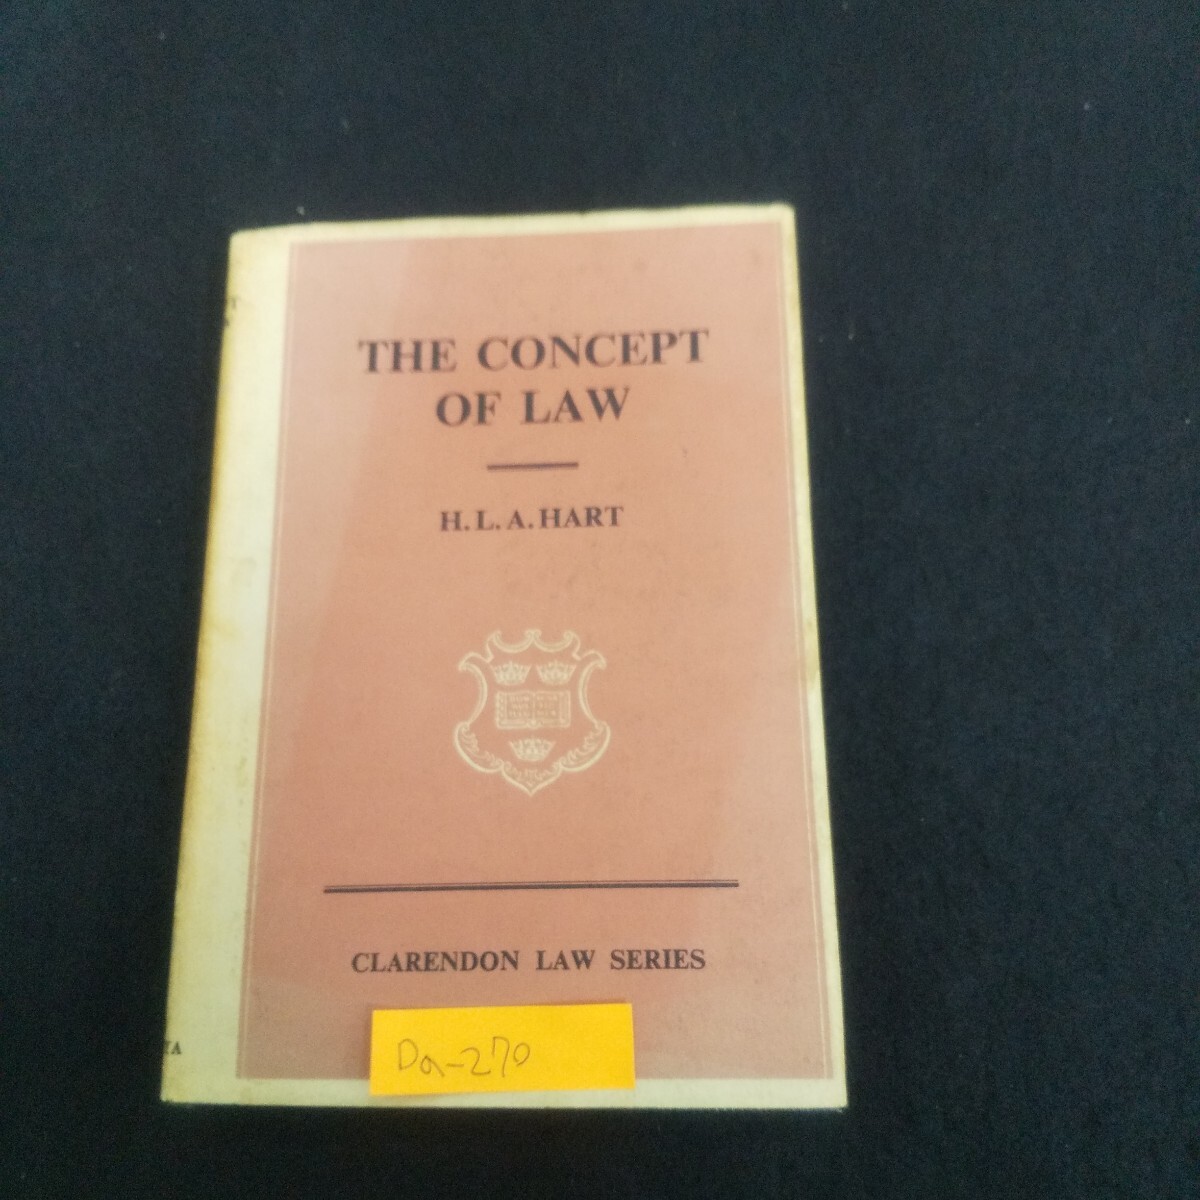 THE CONCEPT
OF LAW
H. L. A. HART
CLARENDON LAW SERIES
Da-270